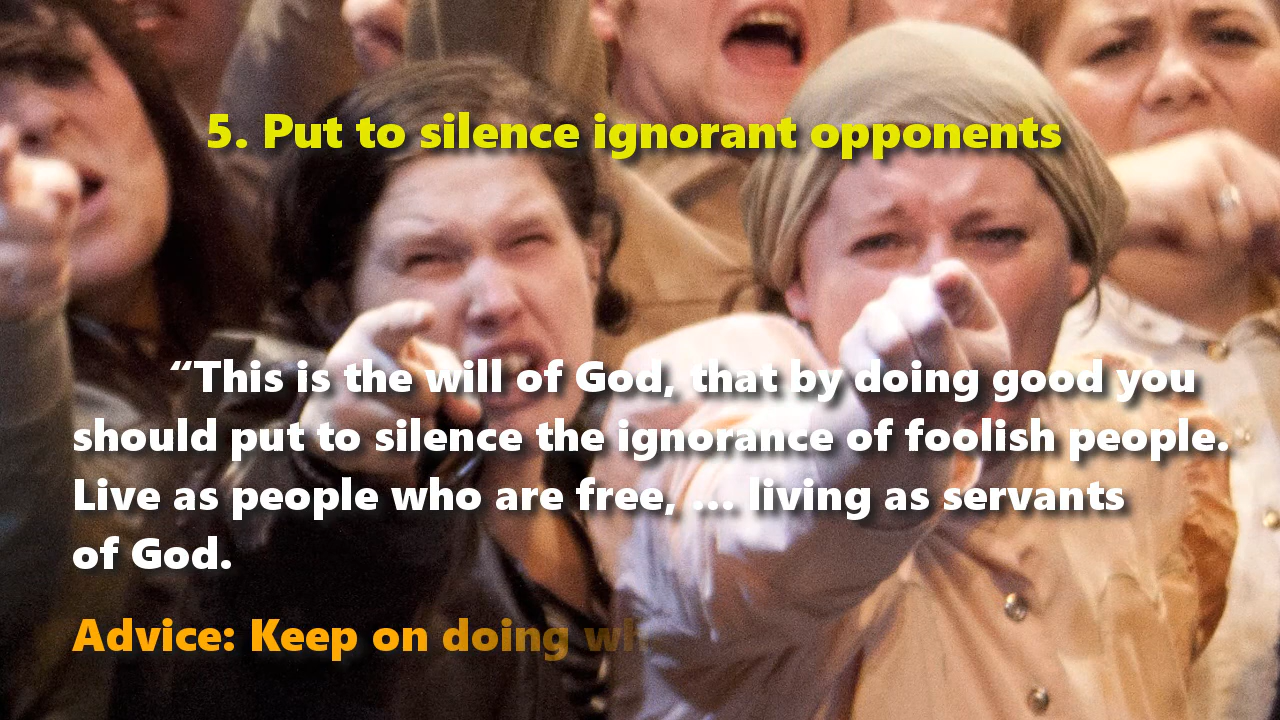 5. Put to silence ignorant opponents
“This is the will of God, that by doing good you
should put to silence the ignorance of foolish people.
Live as people who are free, ... living as servants
of God.
Advice: Keep on doing